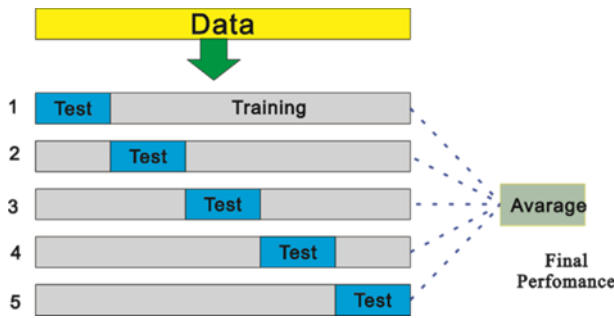 Data
1 Test Training
2 Test
3 Test
Avarage
4 Test
Final
Perfomance
5 Test